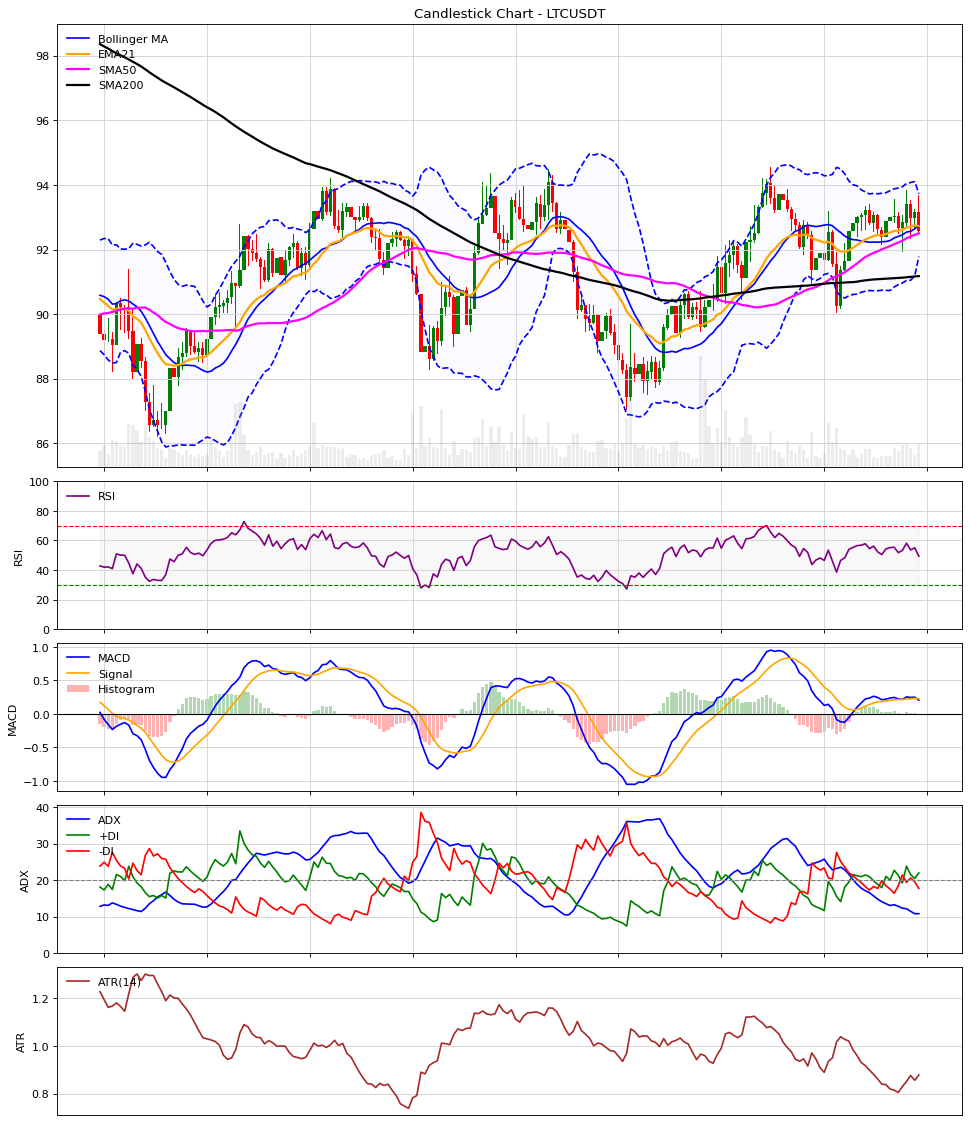 Candlestick Chart - LTCUSDT
Bollinger MA
EMA21
SMA50
SMA200
98
96
94
92
90
88
86
RSI
RSI
100
80
60
40
20
0
MACD
Signal
Histogram
MACD
1.0
0.5
0.0
−0.5
−1.0
ADX
+DI
-DI
ADX
40
30
20
10
0
ATR(14)
ATR
1.2
1.0
0.8